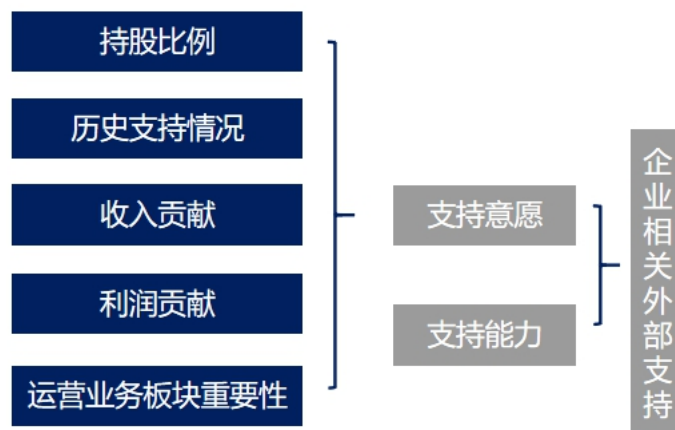 持股比例
历史支持情况
收入贡献
利润贡献
运营业务板块重要性
支持意愿
支持能力
企业相关外部支持